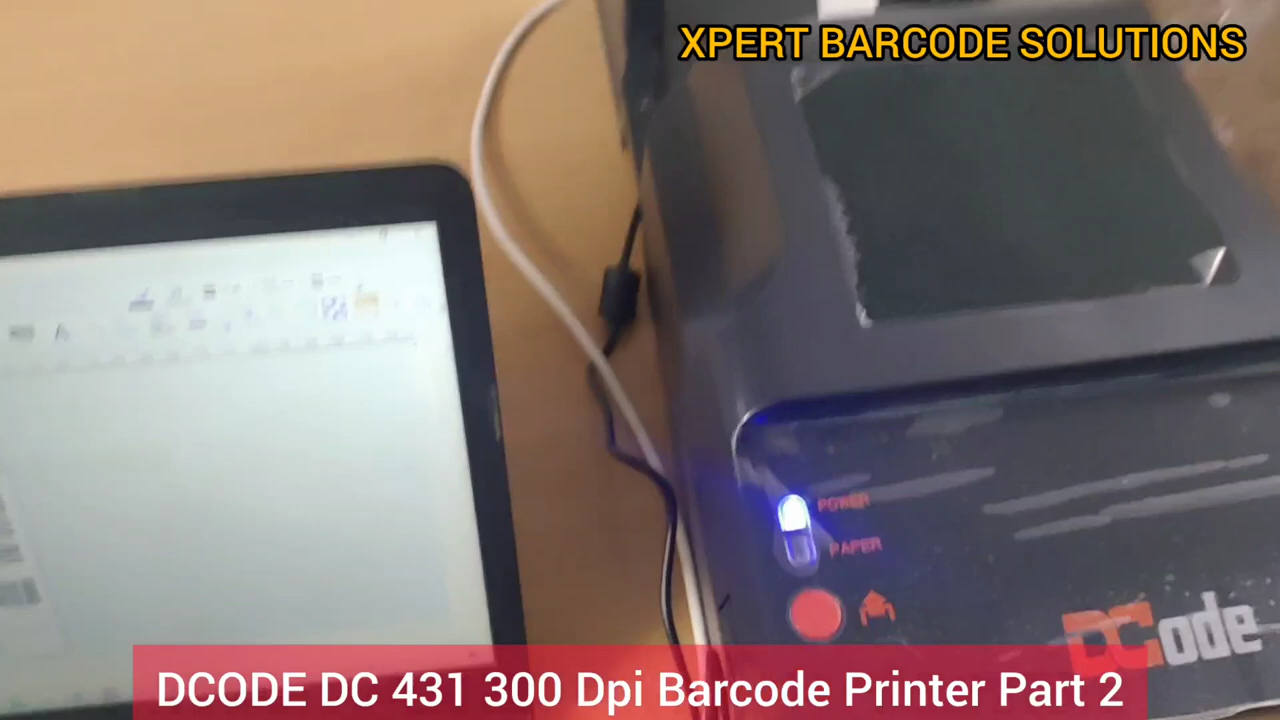 XPERT BARCODE SOLUTIONS
POWER
PAPER
DCode
DCODE DC 431 300 Dpi Barcode Printer Part 2